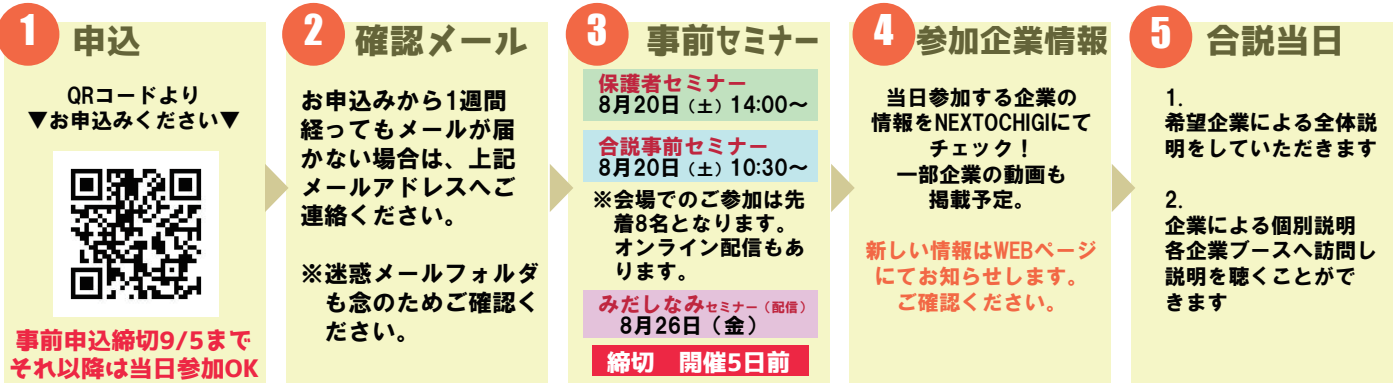 1 申込
QRコードより
▼お申込みください▼
事前申込締切9/5まで
それ以降は当日参加OK
2 確認メール
お申込みから1週間
経ってもメールが届
かない場合は、上記
メールアドレスへご
連絡ください。
※迷惑メールフォルダ
も念のためご確認く
ださい。
3 事前セミナー
保護者セミナー
8月20日（土）14:00～
合説事前セミナー
8月20日（土）10:30～
※会場でのご参加は先
着8名となります。
オンライン配信もあ
ります。
みだしなみセミナー（配信）
8月26日（金）
締切　開催5日前
4 参加企業情報
当日参加する企業の
情報をNEXTOCHIGIにて
チェック！
一部企業の動画も
掲載予定。
新しい情報はWEBページ
にてお知らせします。
ご確認ください。
5 合説当日
1.
希望企業による全体説
明をしていただきます
2.
企業による個別説明
各企業ブースへ訪問し
説明を聴くことがで
きます